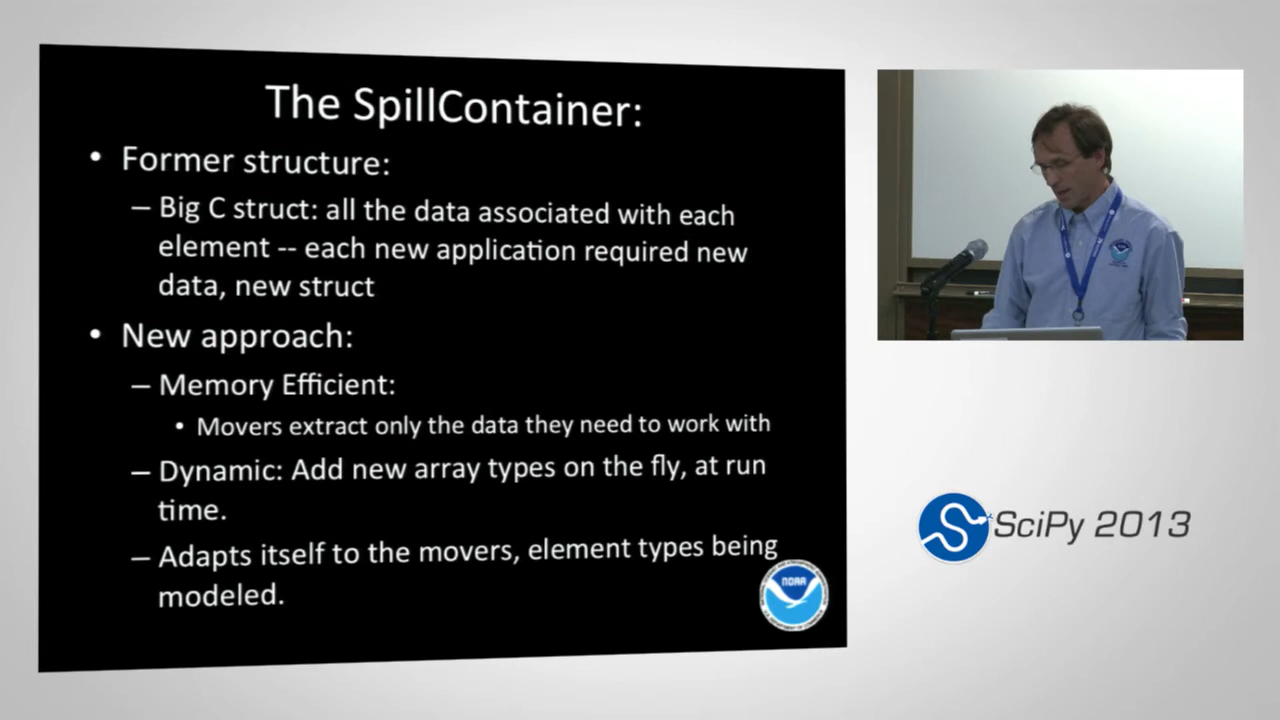 The SpillContainer:
• Former structure:
– Big C struct: all the data associated with each
element -- each new application required new
data, new struct
• New approach:
– Memory Efficient:
• Movers extract only the data they need to work with
– Dynamic: Add new array types on the fly, at run
time.
– Adapts itself to the movers, element types being
modeled.
NOAA
SciPy 2013